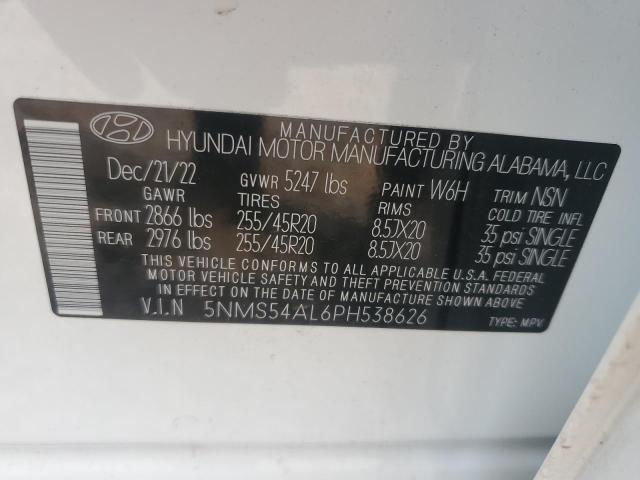 MANUFACTURED BY
HYUNDAI MOTOR MANUFACTURING ALABAMA, LLC
Dec/21/22 GVWR 5247 lbs PAINT W6H TRIM NSN
GAWR TIRES RIMS COLD TIRE INFL
FRONT 2866 lbs 255/45R20 8.5JX20 35 psi SINGLE
REAR 2976 lbs 255/45R20 8.5JX20 35 psi SINGLE
THIS VEHICLE CONFORMS TO ALL APPLICABLE U.S.A. FEDERAL
MOTOR VEHICLE SAFETY AND THEFT PREVENTION STANDARDS
IN EFFECT ON THE DATE OF MANUFACTURE SHOWN ABOVE.
V.I.N 5NMS54AL6PH538626 TYPE: MPV